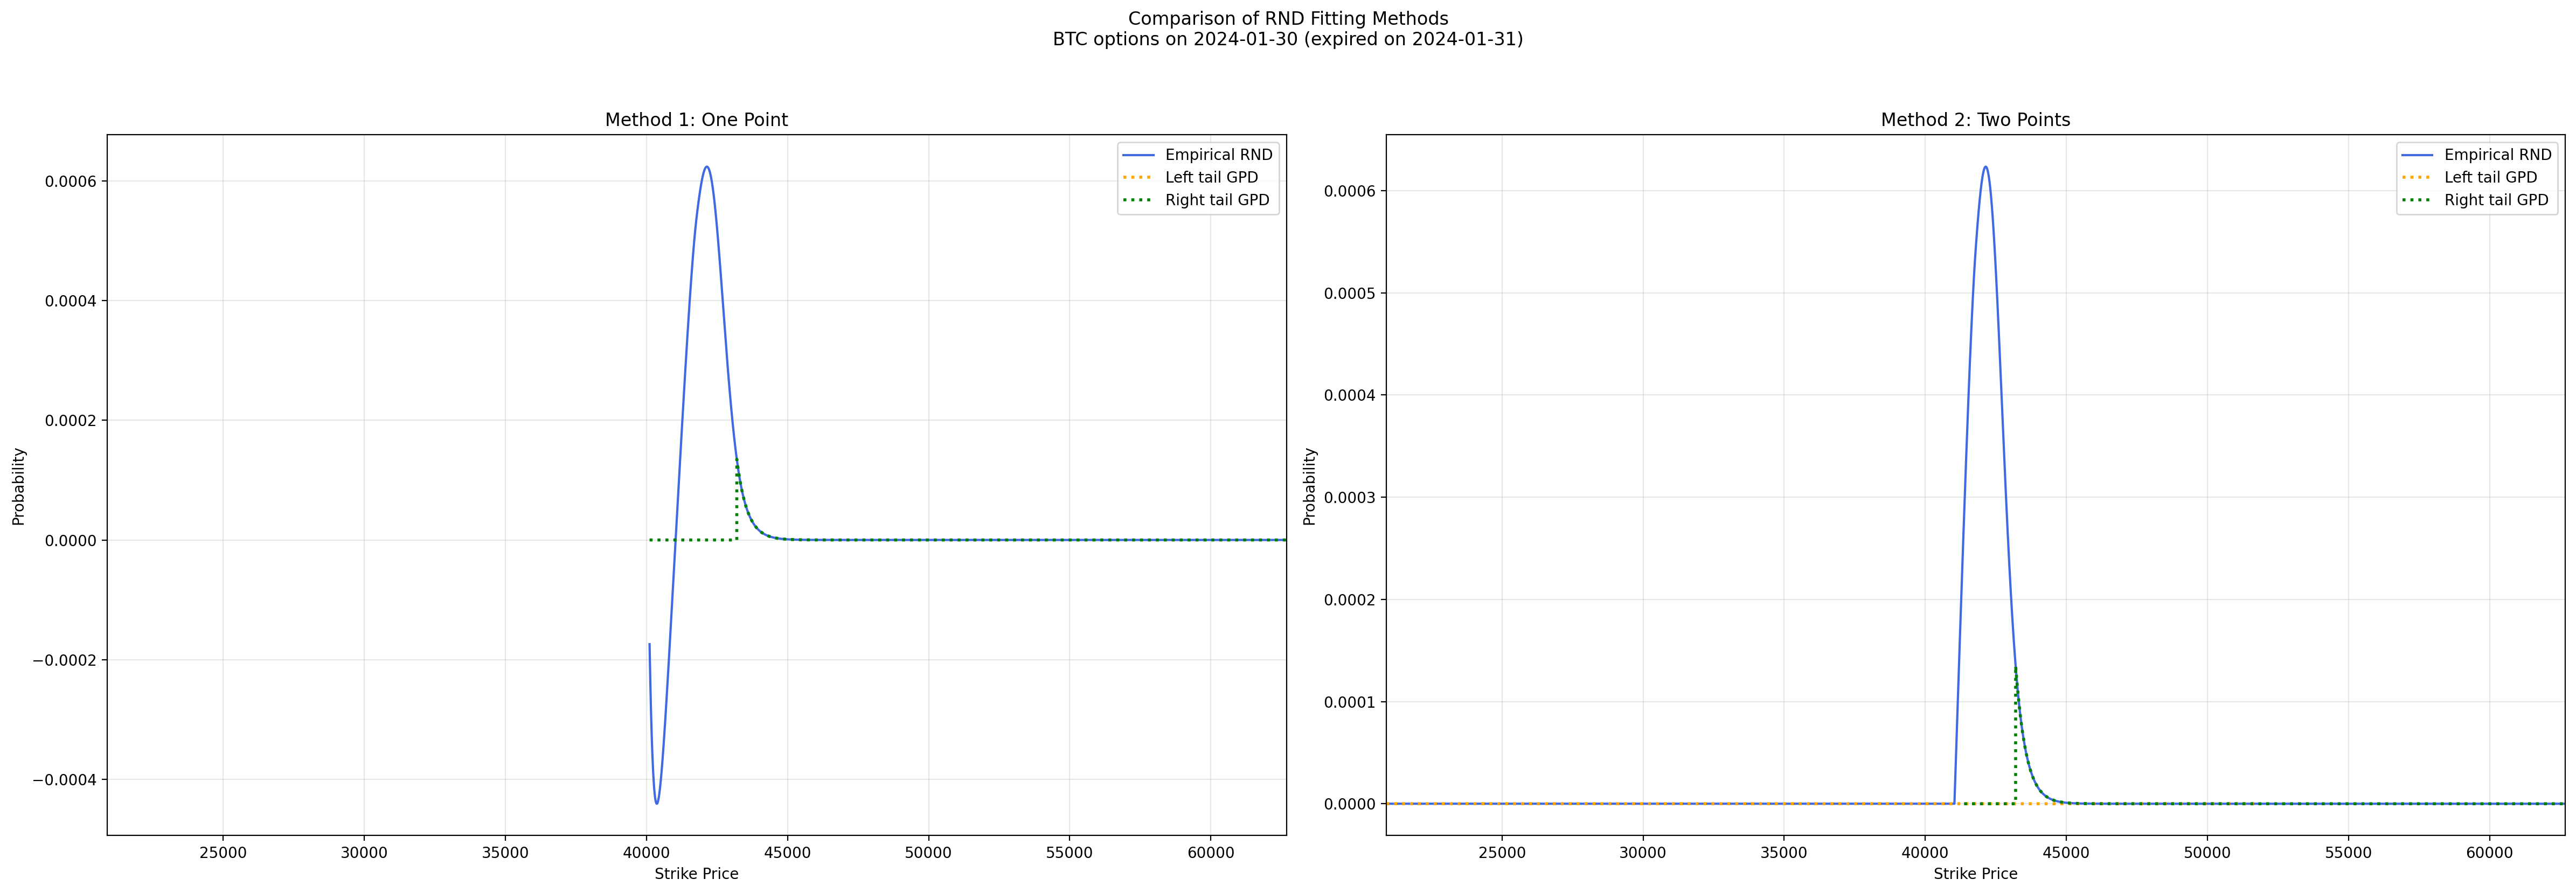 Comparison of RND Fitting Methods
BTC options on 2024-01-30 (expired on 2024-01-31)
Method 1: One Point
Empirical RND
Left tail GPD
Right tail GPD
0.0006
0.0004
0.0002
0.0000
−0.0002
−0.0004
Probability
25000 30000 35000 40000 45000 50000 55000 60000
Strike Price
Method 2: Two Points
Empirical RND
Left tail GPD
Right tail GPD
0.0006
0.0005
0.0004
0.0003
0.0002
0.0001
0.0000
Probability
25000 30000 35000 40000 45000 50000 55000 60000
Strike Price